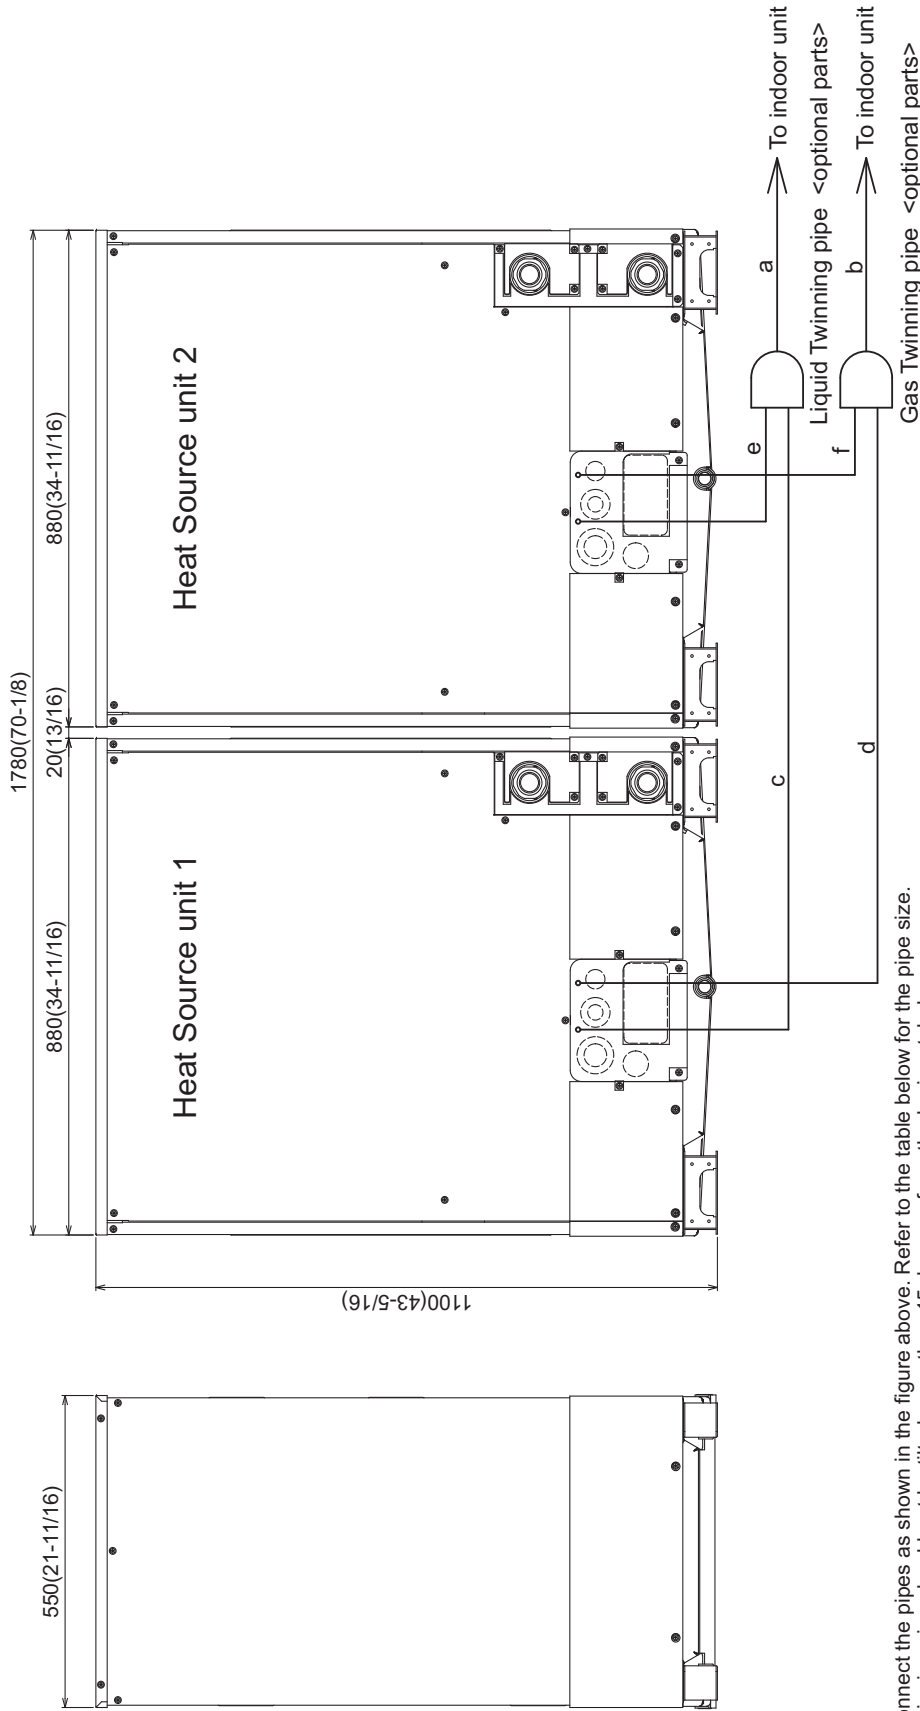 1780(70-1/8)
550(21-11/16)
880(34-11/16)
20(13/16)
880(34-11/16)
Heat Source unit 1
Heat Source unit 2
1100(43-5/16)
c
e
a
To indoor unit
Liquid Twinning pipe <optional parts>
d
f
b
To indoor unit
Gas Twinning pipe <optional parts>
the pipes as shown in the figure above. Refer to the table below for the pipe size.